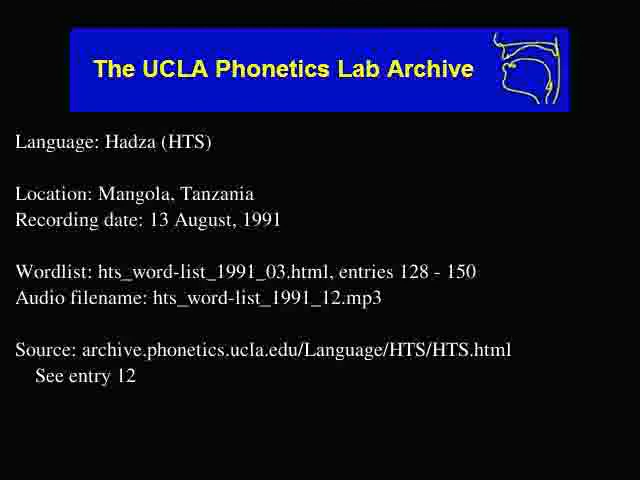 The UCLA Phonetics Lab Archive
Language: Hadza (HTS)
Location: Mangola, Tanzania
Recording date: 13 August, 1991
Wordlist: hts_word-list_1991_03.html, entries 128 - 150
Audio filename: hts_word-list_1991_12.mp3
Source: archive.phonetics.ucla.edu/Language/HTS/HTS.html
See entry 12